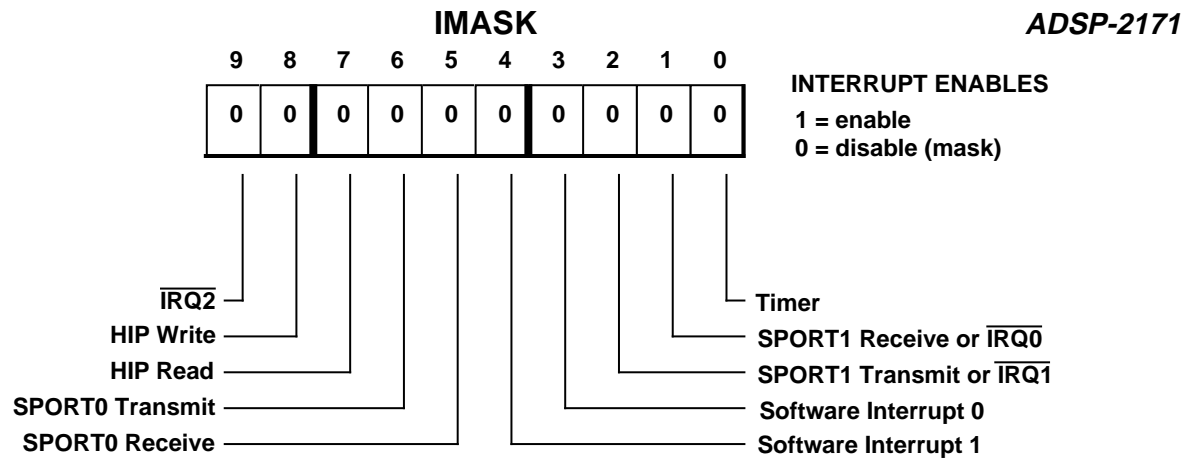 IMASK
ADSP-2171
9 8 7 6 5 4 3 2 1 0
0 0 0 0 0 0 0 0 0 0
INTERRUPT ENABLES
1 = enable
0 = disable (mask)
IRQ2
HIP Write
HIP Read
SPORT0 Transmit
SPORT0 Receive
Timer
SPORT1 Receive or IRQ0
SPORT1 Transmit or IRQ1
Software Interrupt 0
Software Interrupt 1